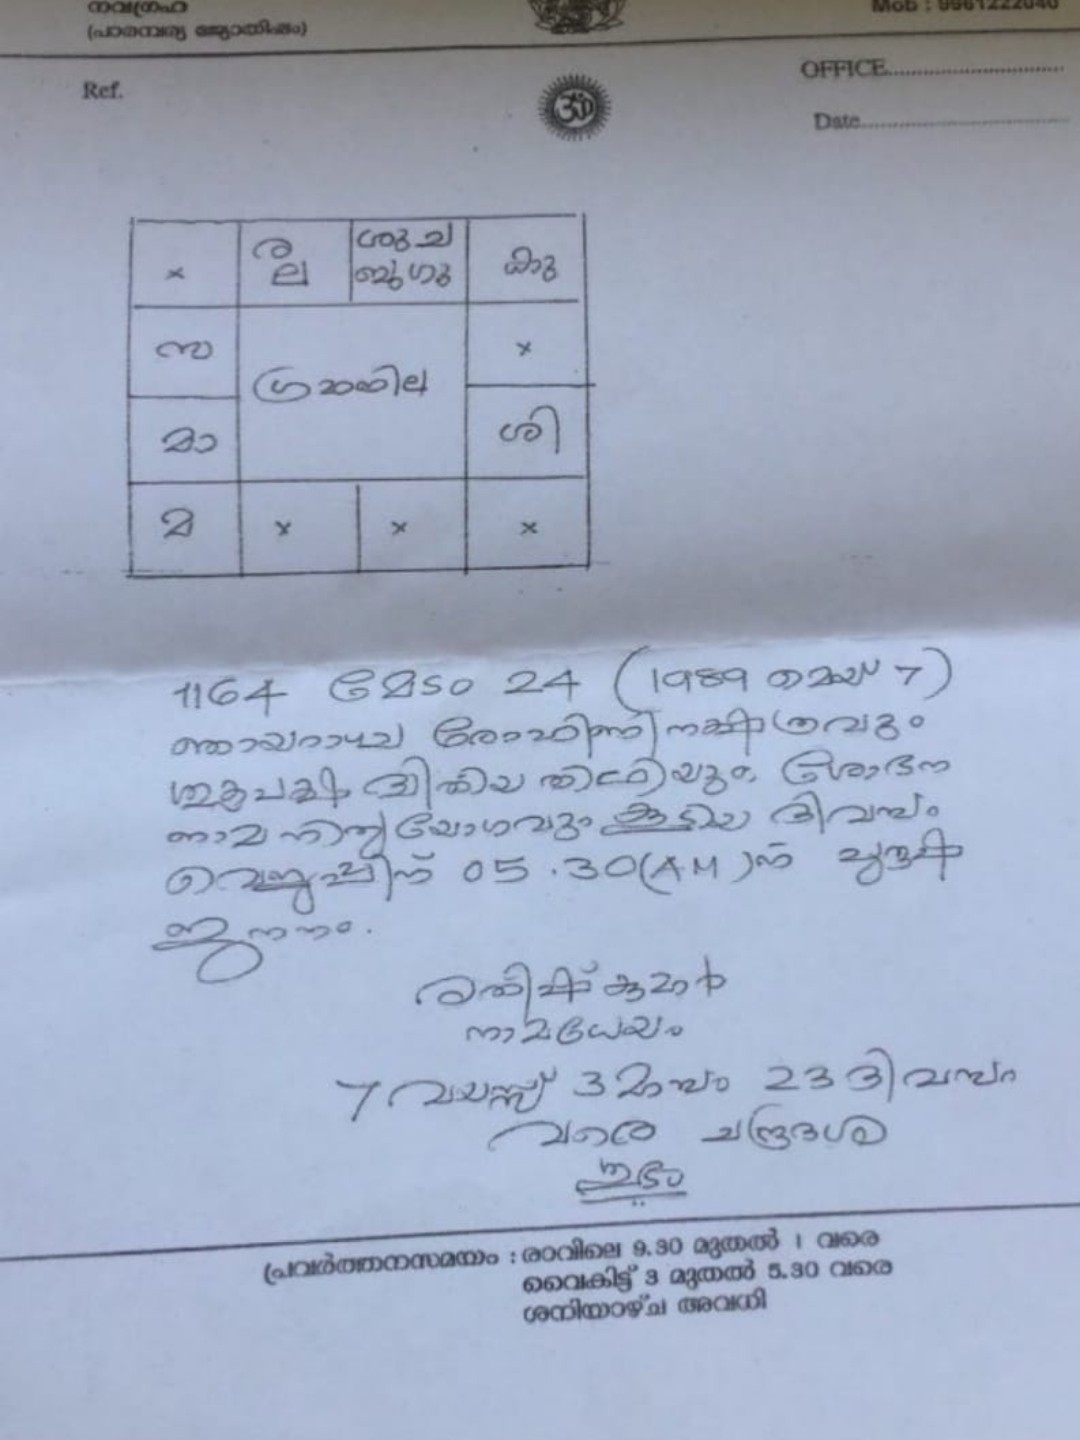 നവഗ്രഹ
(പാരമ്പര്യ ജ്യോതിഷം)
Mob : 9961222040
Ref.
OFFICE
Date
ॐ
× ര ല ശു ച ബു ഗു കു
സ ×
ഗ്രഹനില
മാ ശി
മ × × ×
1164 മേടം 24 (1989 മെയ് 7)
ഞായറാഴ്ച രോഹിണി നക്ഷത്രവും
ശുക്ലപക്ഷ ദ്വിതീയ തിഥിയും, ശോഭന
നാമ നിത്യയോഗവും കൂടിയ ദിവസം
വെളുപ്പിന് 05.30(AM)ന് പുരുഷ
ജനനം.
രതീഷ് കുമാർ
നാമധേയം
7 വയസ്സ് 3 മാസം 23 ദിവസം
വരെ ചന്ദ്രദശ
ശുഭം
പ്രവർത്തനസമയം : രാവിലെ 9.30 മുതൽ 1 വരെ
വൈകിട്ട് 3 മുതൽ 5.30 വരെ
ശനിയാഴ്ച അവധി